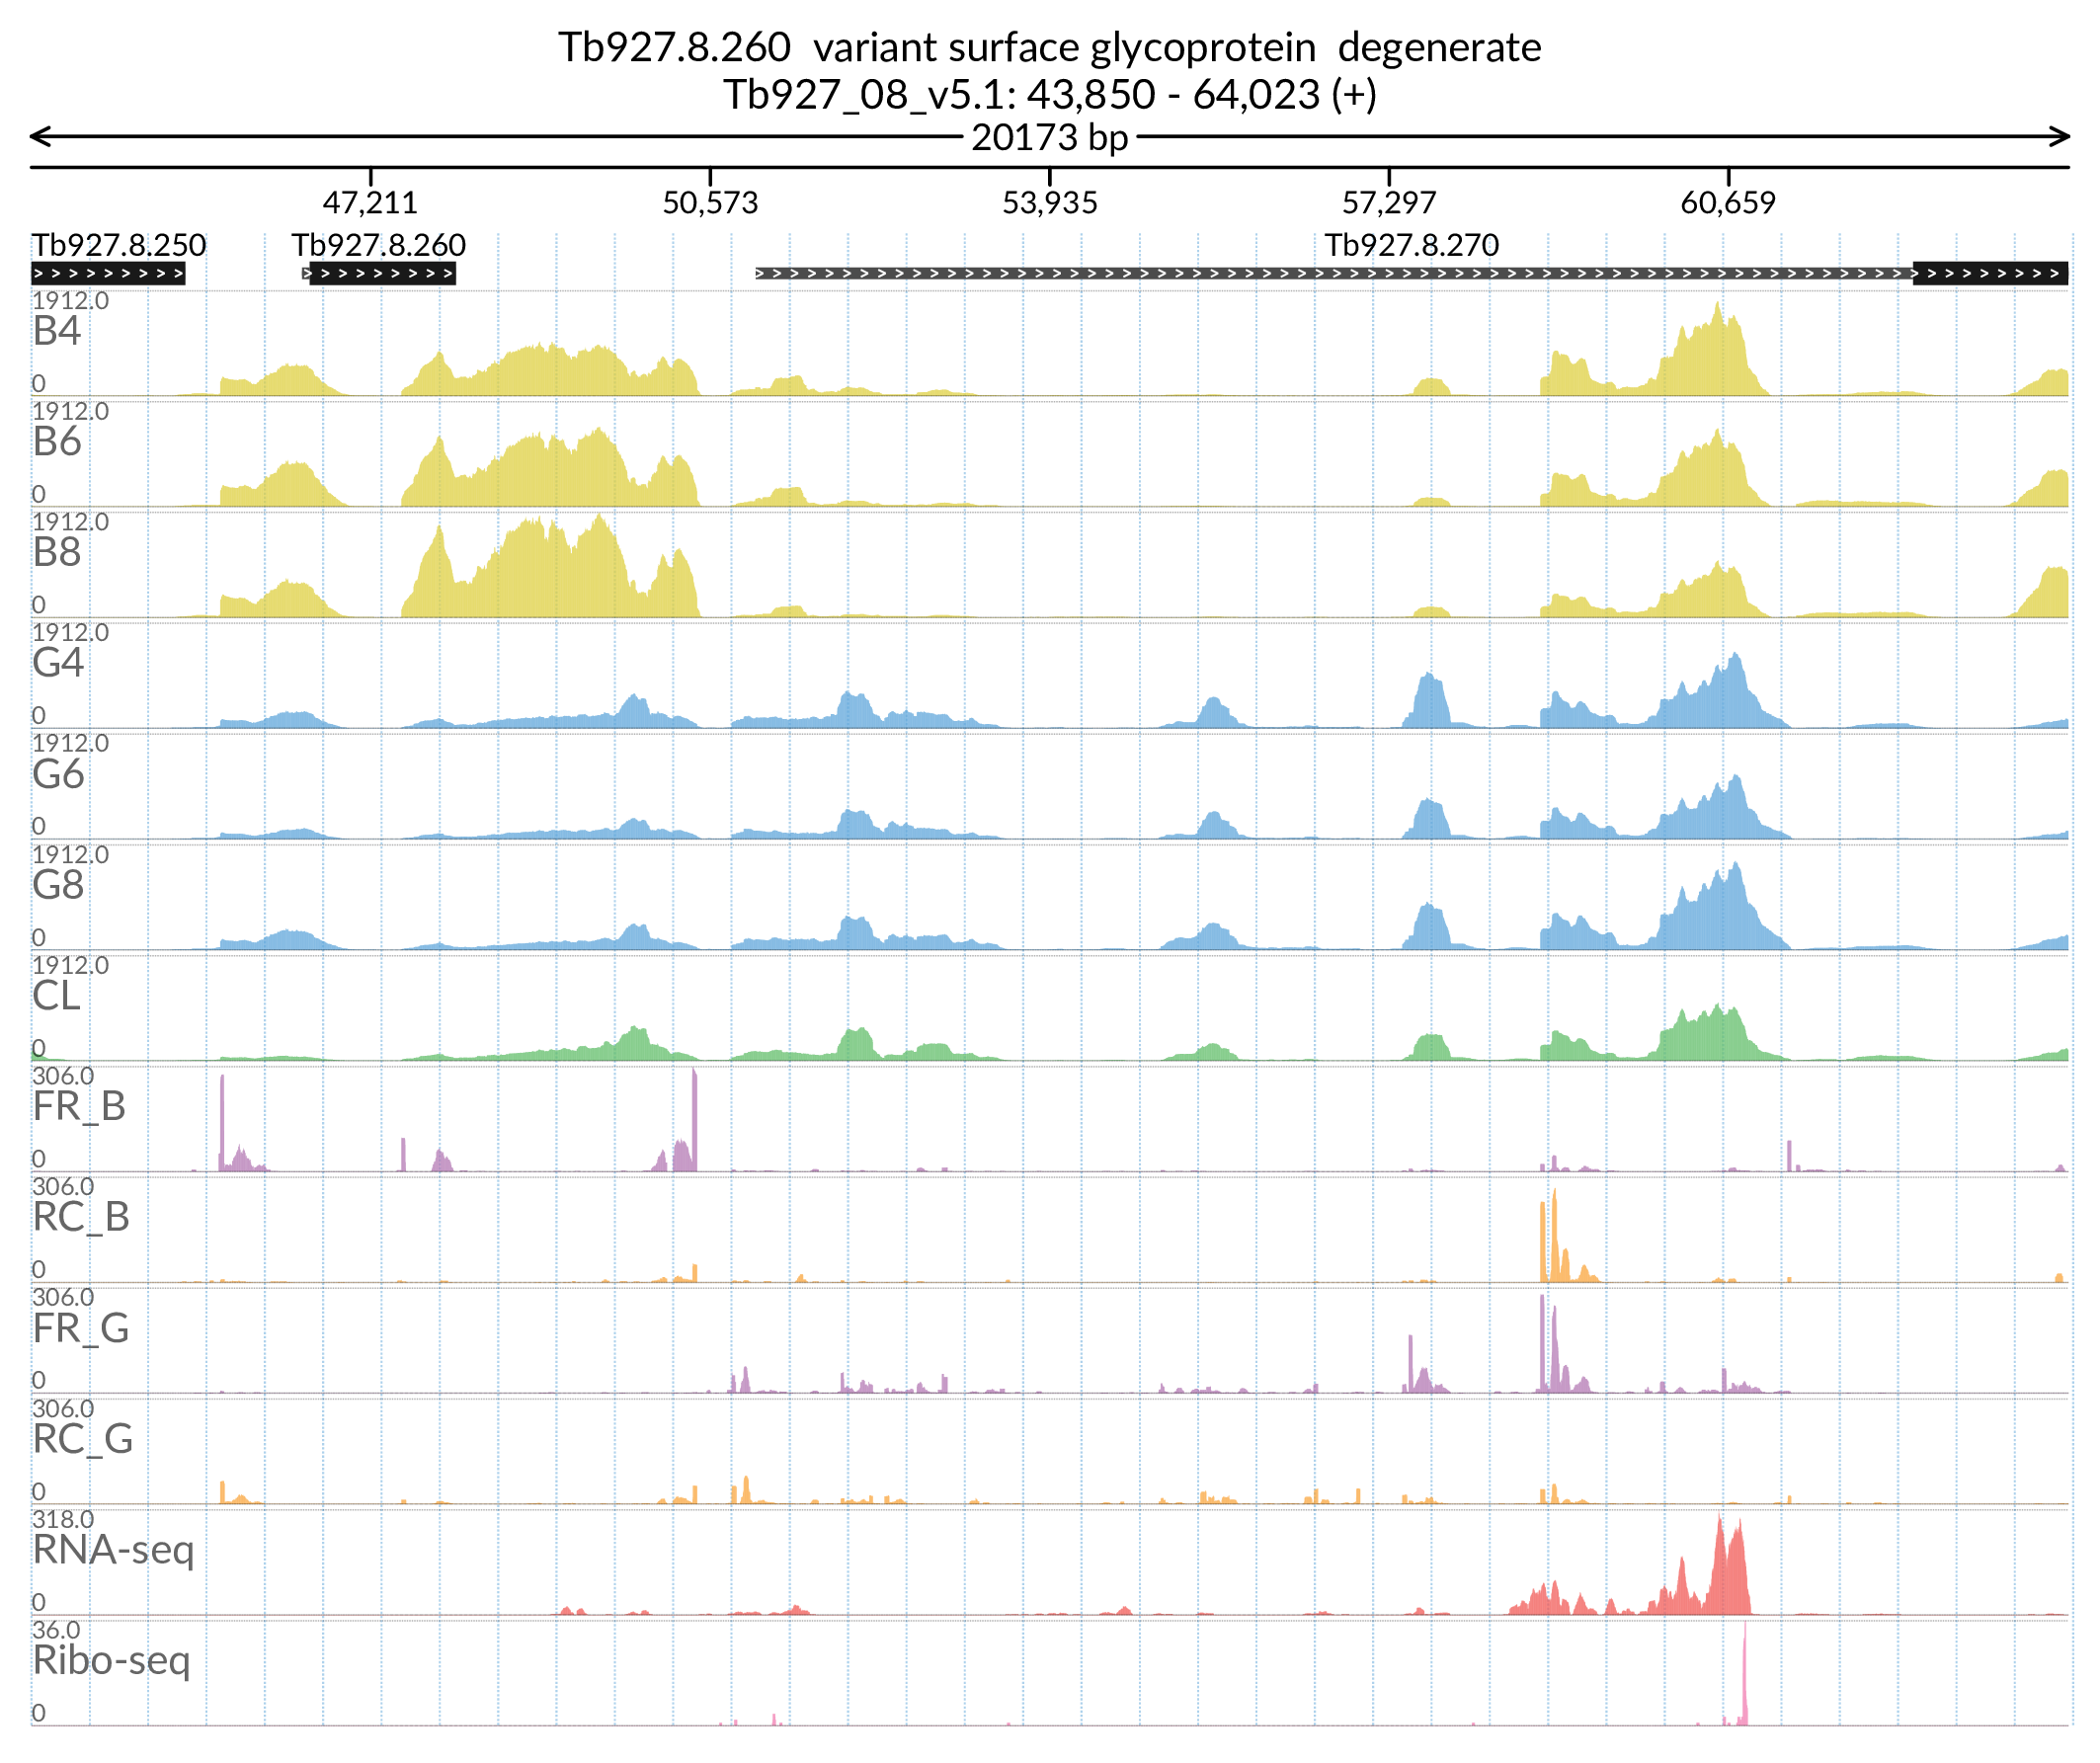 Tb927.8.260 variant surface glycoprotein degenerate
Tb927_08_v5.1: 43,850 - 64,023 (+)
20173 bp
47,211 50,573 53,935 57,297 60,659
Tb927.8.250 Tb927.8.260 Tb927.8.270
1912.0
B4
0
1912.0
B6
0
1912.0
B8
0
1912.0
G4
0
1912.0
G6
0
1912.0
G8
0
1912.0
CL
0
306.0
FR_B
0
306.0
RC_B
0
306.0
FR_G
0
306.0
RC_G
0
318.0
RNA-seq
0
36.0
Ribo-seq
0